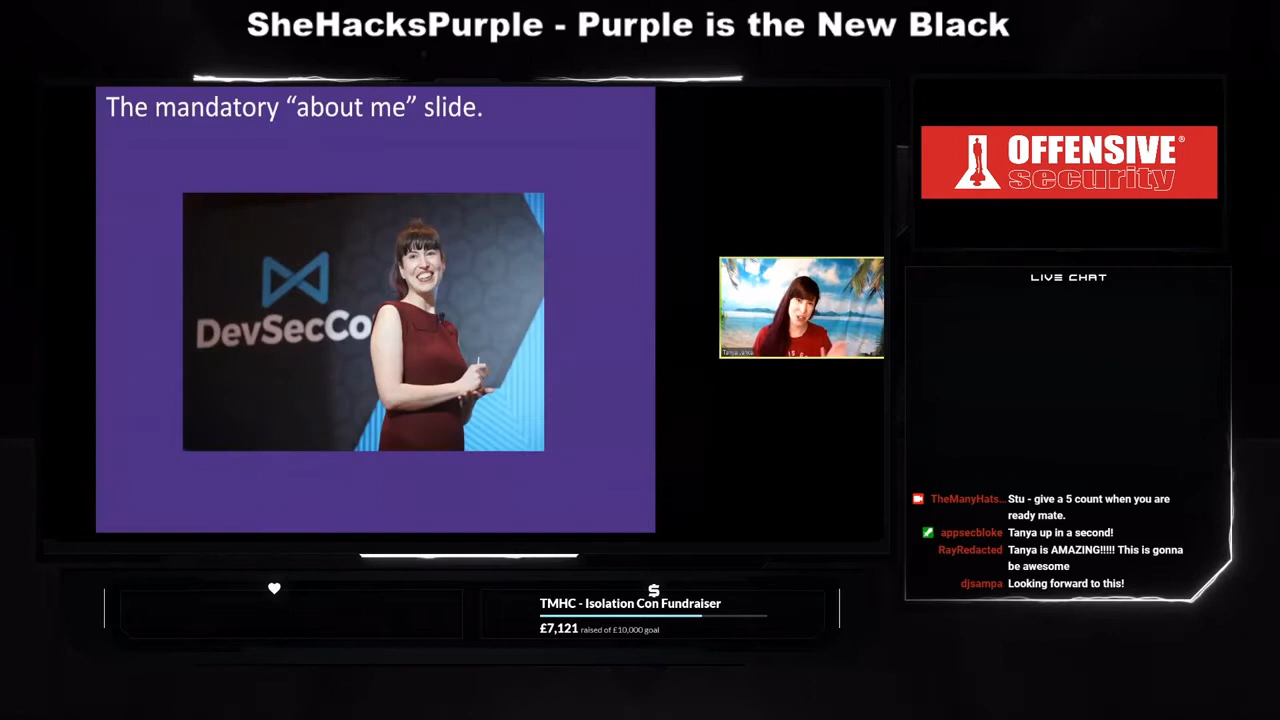 SheHacksPurple - Purple is the New Black
The mandatory “about me” slide.
DevSecCo
Tanya Janca
OFFENSIVE®
security
LIVE CHAT
TheManyHats... Stu - give a 5 count when you are
ready mate.
appsecbloke Tanya up in a second!
RayRedacted Tanya is AMAZING!!!!! This is gonna
be awesome
djsampa Looking forward to this!
TMHC - Isolation Con Fundraiser
£7,121 raised of £10,000 goal